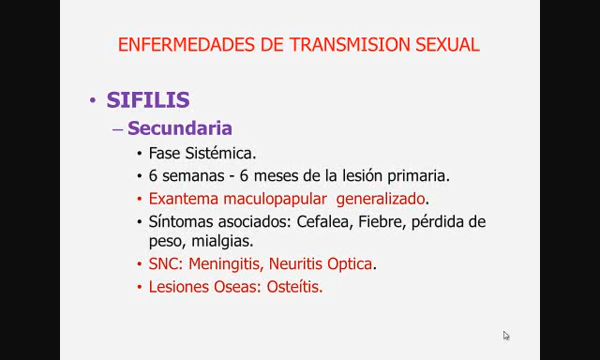 ENFERMEDADES DE TRANSMISION SEXUAL
• SIFILIS
– Secundaria
• Fase Sistémica.
• 6 semanas - 6 meses de la lesión primaria.
• Exantema maculopapular generalizado.
• Síntomas asociados: Cefalea, Fiebre, pérdida de
peso, mialgias.
• SNC: Meningitis, Neuritis Optica.
• Lesiones Oseas: Osteítis.